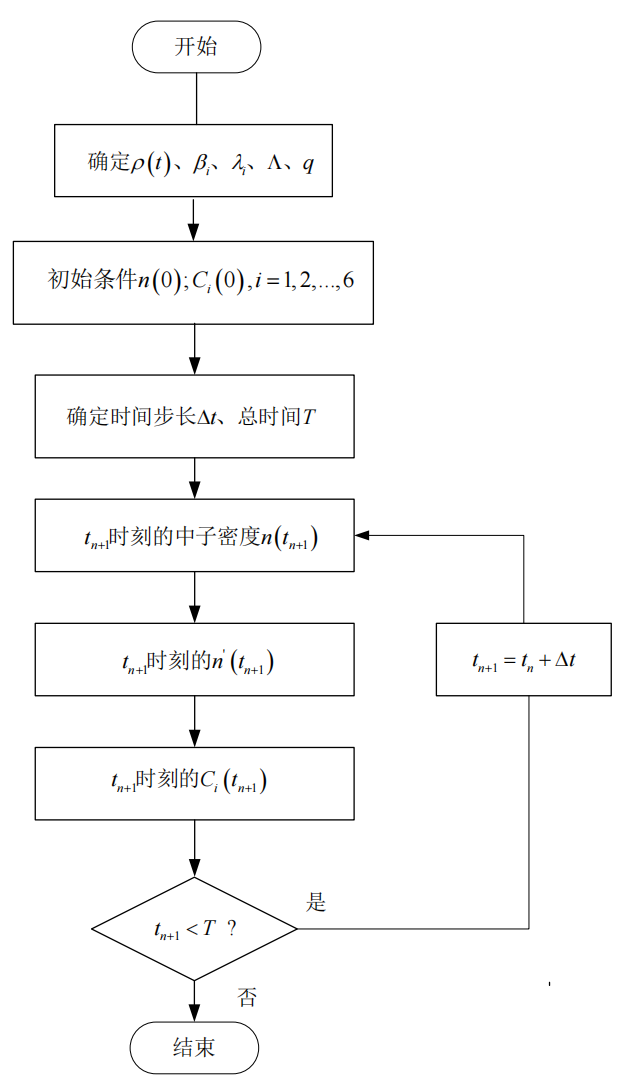 开始
确定ρ(t)、βᵢ、λᵢ、Λ、q
初始条件n(0);Cᵢ(0),i=1,2,...,6
确定时间步长Δt、总时间T
tₙ₊₁时刻的中子密度n(tₙ₊₁)
tₙ₊₁时刻的n'(tₙ₊₁)
tₙ₊₁=tₙ+Δt
tₙ₊₁时刻的Cᵢ(tₙ₊₁)
是
tₙ₊₁<T ?
否
结束